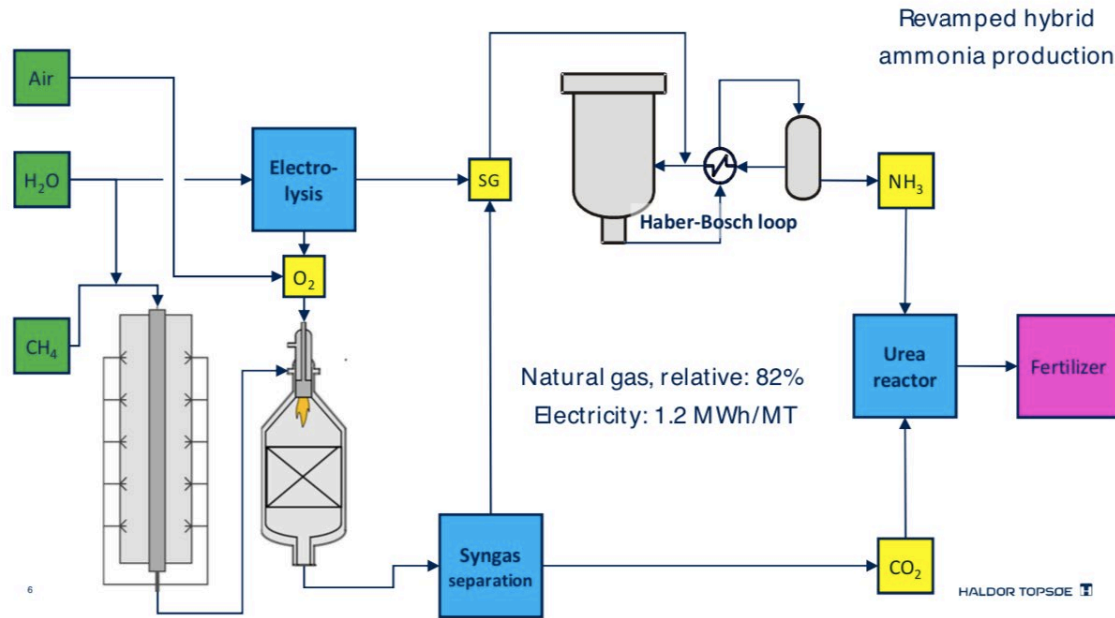 Revamped hybrid
ammonia production
Air
H₂O
Electro-
lysis
SG
NH₃
Haber-Bosch loop
O₂
CH₄
Natural gas, relative: 82%
Electricity: 1.2 MWh/MT
Urea
reactor
Fertilizer
Syngas
separation
CO₂
6
HALDOR TOPSØE